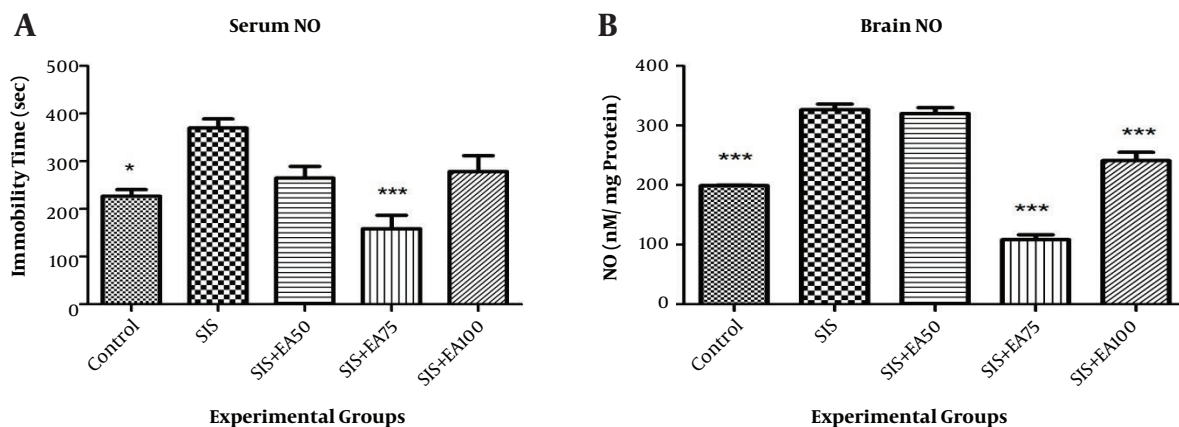 A
Serum NO
Immobility Time (sec)
500
400
300
200
100
0
*
***
Control
SIS
SIS+EA50
SIS+EA75
SIS+EA100
Experimental Groups
B
Brain NO
NO (nM/ mg Protein)
400
300
200
100
0
***
***
***
Control
SIS
SIS+EA50
SIS+EA75
SIS+EA100
Experimental Groups